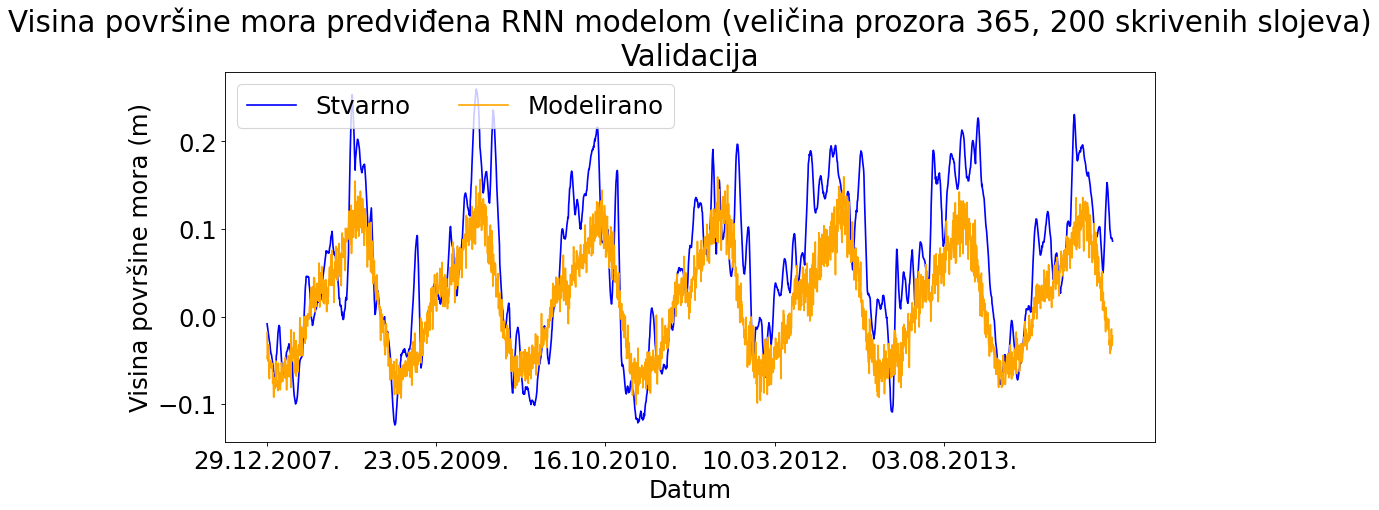 Visina površine mora predviđena RNN modelom (veličina prozora 365, 200 skrivenih slojeva)
Validacija
Stvarno
Modelirano
Visina površine mora (m)
0.2
0.1
0.0
−0.1
29.12.2007.
23.05.2009.
16.10.2010.
10.03.2012.
03.08.2013.
Datum